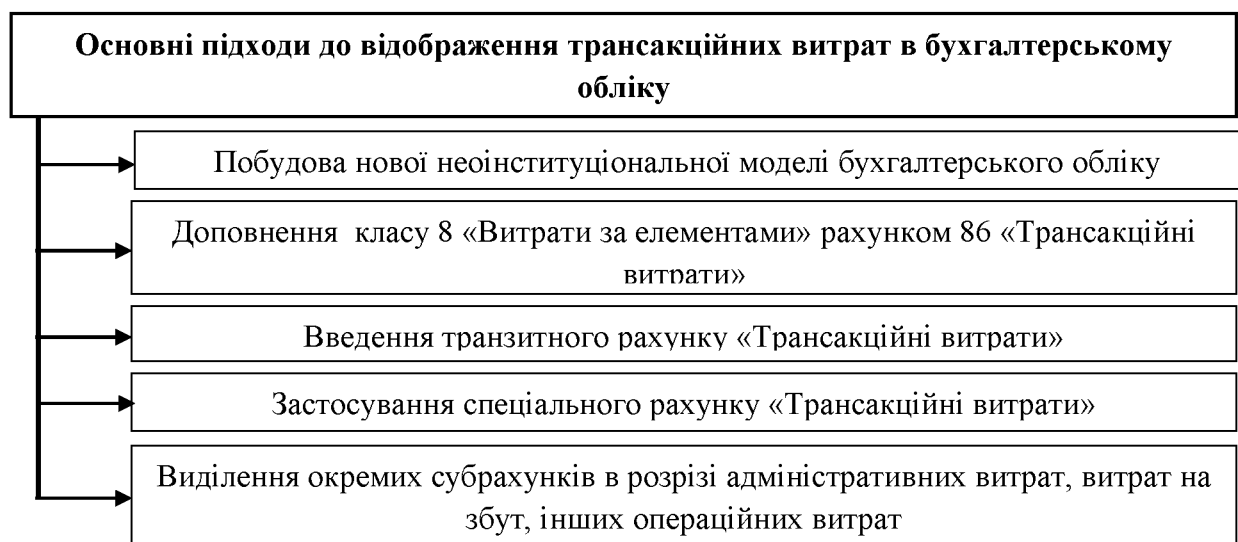 Основні підходи до відображення трансакційних витрат в бухгалтерському
обліку
Побудова нової неоінституціональної моделі бухгалтерського обліку
Доповнення класу 8 «Витрати за елементами» рахунком 86 «Трансакційні
витрати»
Введення транзитного рахунку «Трансакційні витрати»
Застосування спеціального рахунку «Трансакційні витрати»
Виділення окремих субрахунків в розрізі адміністративних витрат, витрат на
збут, інших операційних витрат